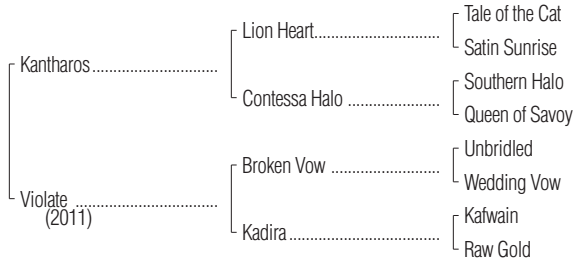 Tale of the Cat
Lion Heart
Satin Sunrise
Kantharos
Southern Halo
Contessa Halo
Queen of Savoy
Unbridled
Broken Vow
Wedding Vow
Violate
(2011)
Kafwain
Kadira
Raw Gold